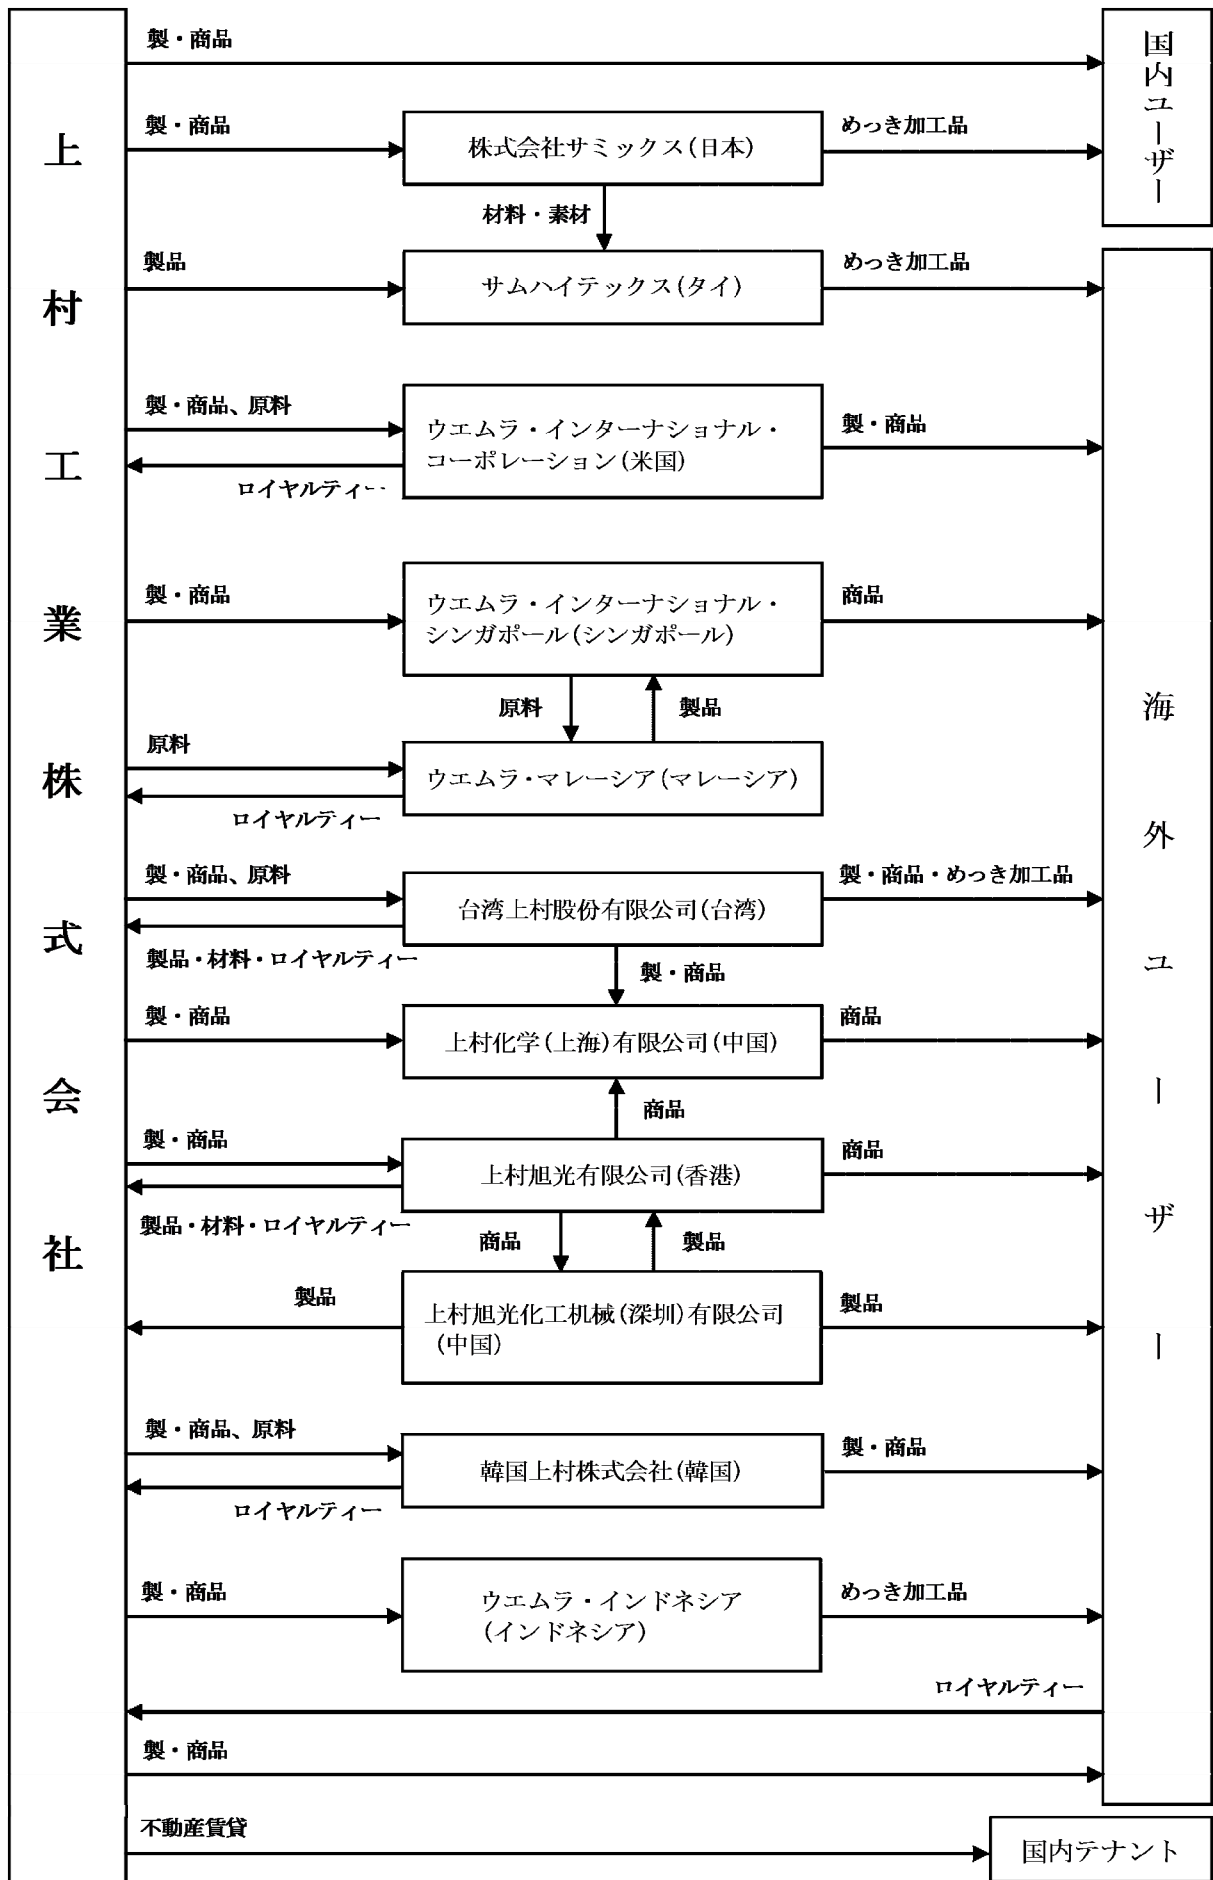 上村工業株式会社
製・商品
国内ユーザー
製・商品
株式会社サミックス(日本)
めっき加工品
材料・素材
製品
サムハイテックス(タイ)
めっき加工品
海外ユーザー
製・商品、原料
ウエムラ・インターナショナル・
コーポレーション(米国)
製・商品
ロイヤルティー
製・商品
ウエムラ・インターナショナル・
シンガポール(シンガポール)
商品
原料
製品
原料
ウエムラ・マレーシア(マレーシア)
ロイヤルティー
製・商品、原料
台湾上村股份有限公司(台湾)
製・商品・めっき加工品
製品・材料・ロイヤルティー
製・商品
製・商品
上村化学(上海)有限公司(中国)
商品
商品
製・商品
上村旭光有限公司(香港)
商品
製品・材料・ロイヤルティー
商品
製品
製品
上村旭光化工机械(深圳)有限公司
(中国)
製品
製・商品、原料
韓国上村株式会社(韓国)
製・商品
ロイヤルティー
製・商品
ウエムラ・インドネシア
(インドネシア)
めっき加工品
ロイヤルティー
製・商品
不動産賃貸
国内テナント